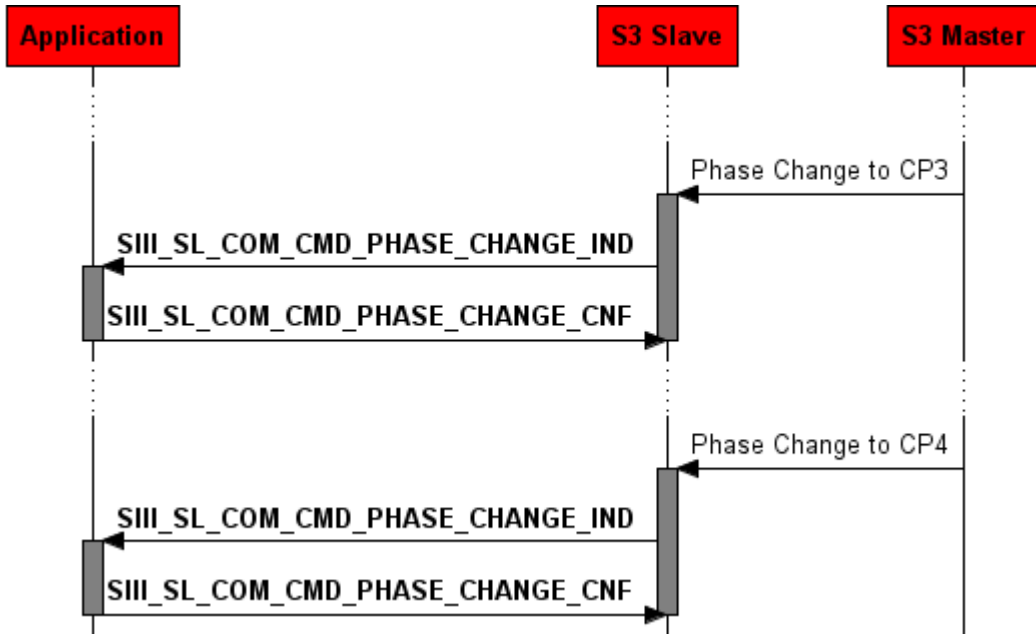 Application
S3 Slave
S3 Master
Phase Change to CP3
SIII_SL_COM_CMD_PHASE_CHANGE_IND
SIII_SL_COM_CMD_PHASE_CHANGE_CNF
Phase Change to CP4
SIII_SL_COM_CMD_PHASE_CHANGE_IND
SIII_SL_COM_CMD_PHASE_CHANGE_CNF